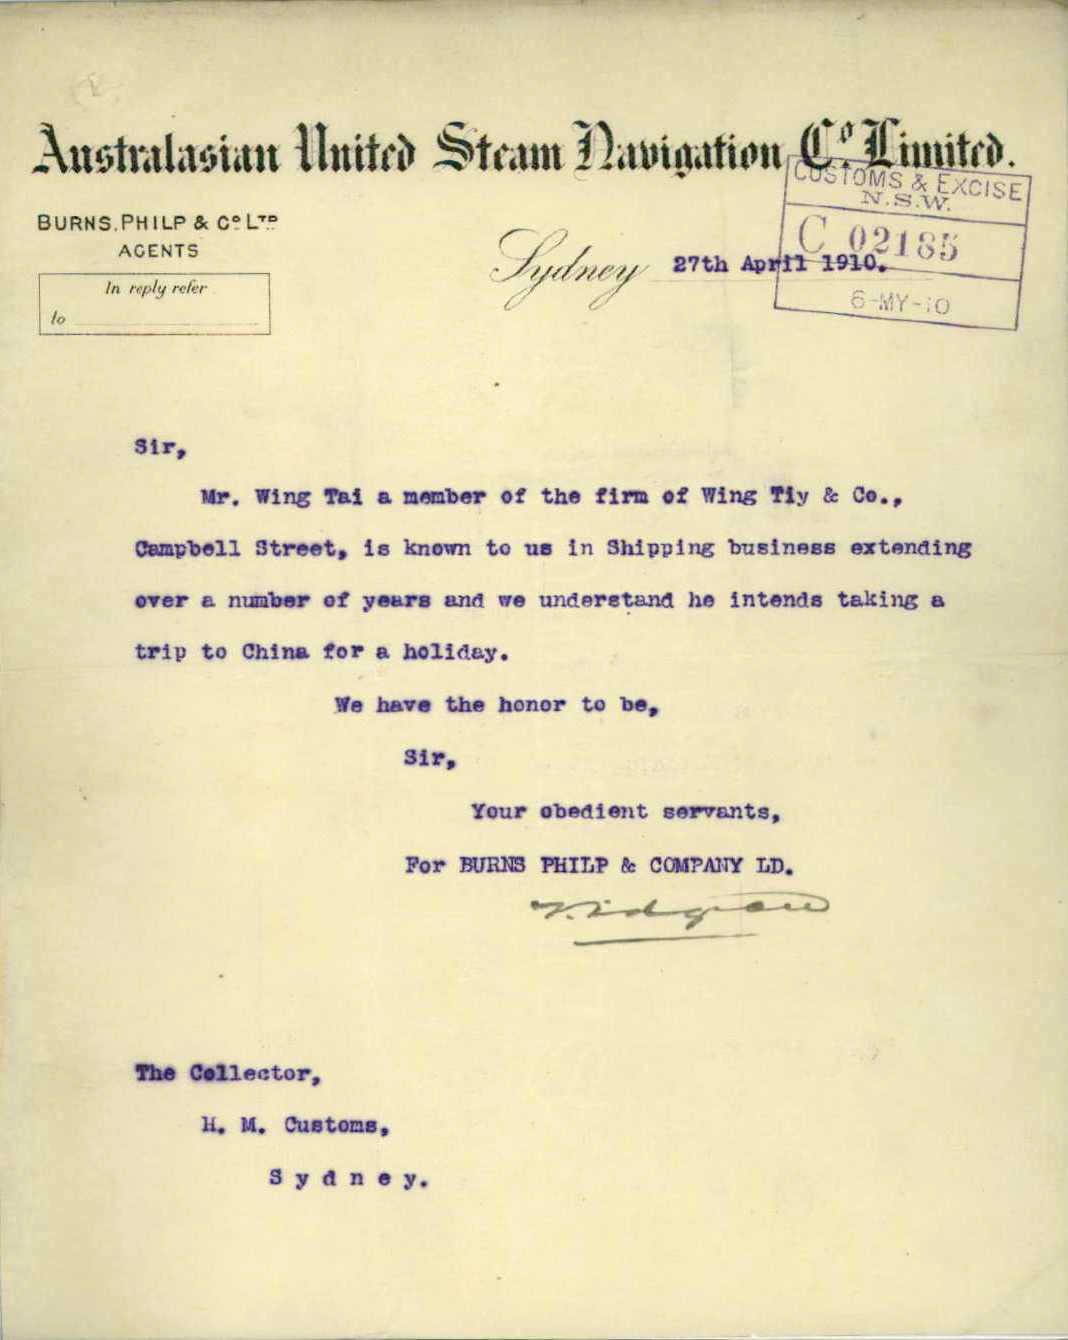 Australasian United Steam Navigation Co. Limited.
CUSTOMS & EXCISE
N.S.W.
C 02185
6-MY-10
BURNS, PHILP & Co. LTD
AGENTS
In reply refer
to
Sydney 27th April 1910.
Sir,
Mr. Wing Tai a member of the firm of Wing Tiy & Co.,
Campbell Street, is known to us in Shipping business extending
over a number of years and we understand he intends taking a
trip to China for a holiday.
We have the honor to be,
Sir,
Your obedient servants,
For BURNS PHILP & COMPANY LD.
The Collector,
H. M. Customs,
Sydney.